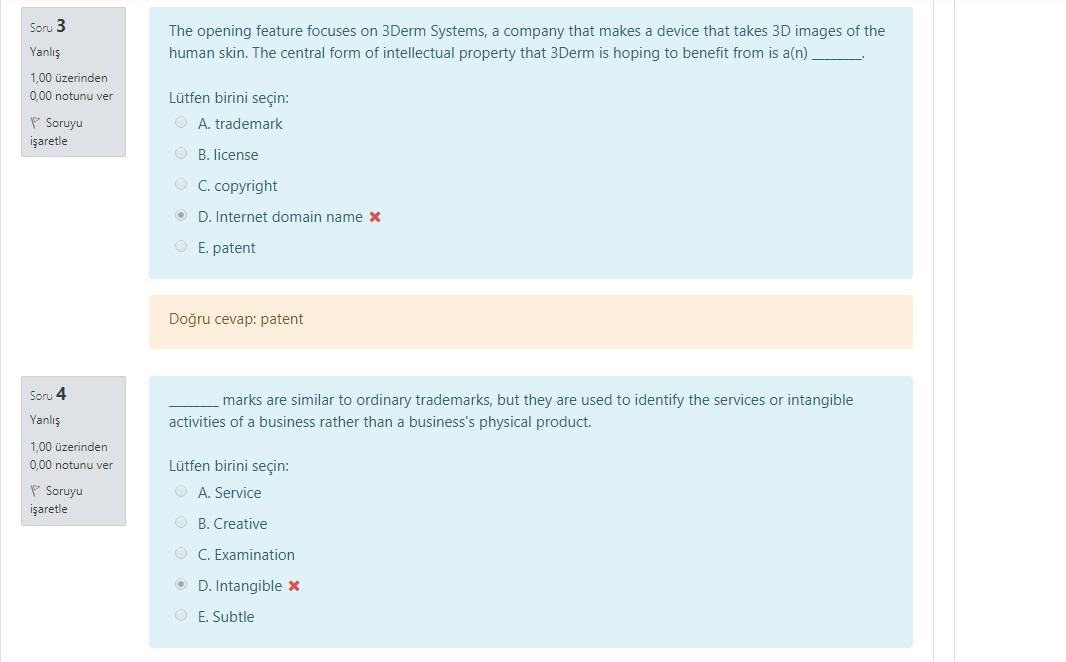 Soru 3
Yanlış
1,00 üzerinden
0,00 notunu ver
Soruyu
işaretle
The opening feature focuses on 3Derm Systems, a company that makes a device that takes 3D images of the
human skin. The central form of intellectual property that 3Derm is hoping to benefit from is a(n) _______.
Lütfen birini seçin:
A. trademark
B. license
C. copyright
D. Internet domain name
E. patent
Doğru cevap: patent
Soru 4
Yanlış
1,00 üzerinden
0,00 notunu ver
Soruyu
işaretle
_______ marks are similar to ordinary trademarks, but they are used to identify the services or intangible
activities of a business rather than a business's physical product.
Lütfen birini seçin:
A. Service
B. Creative
C. Examination
D. Intangible
E. Subtle